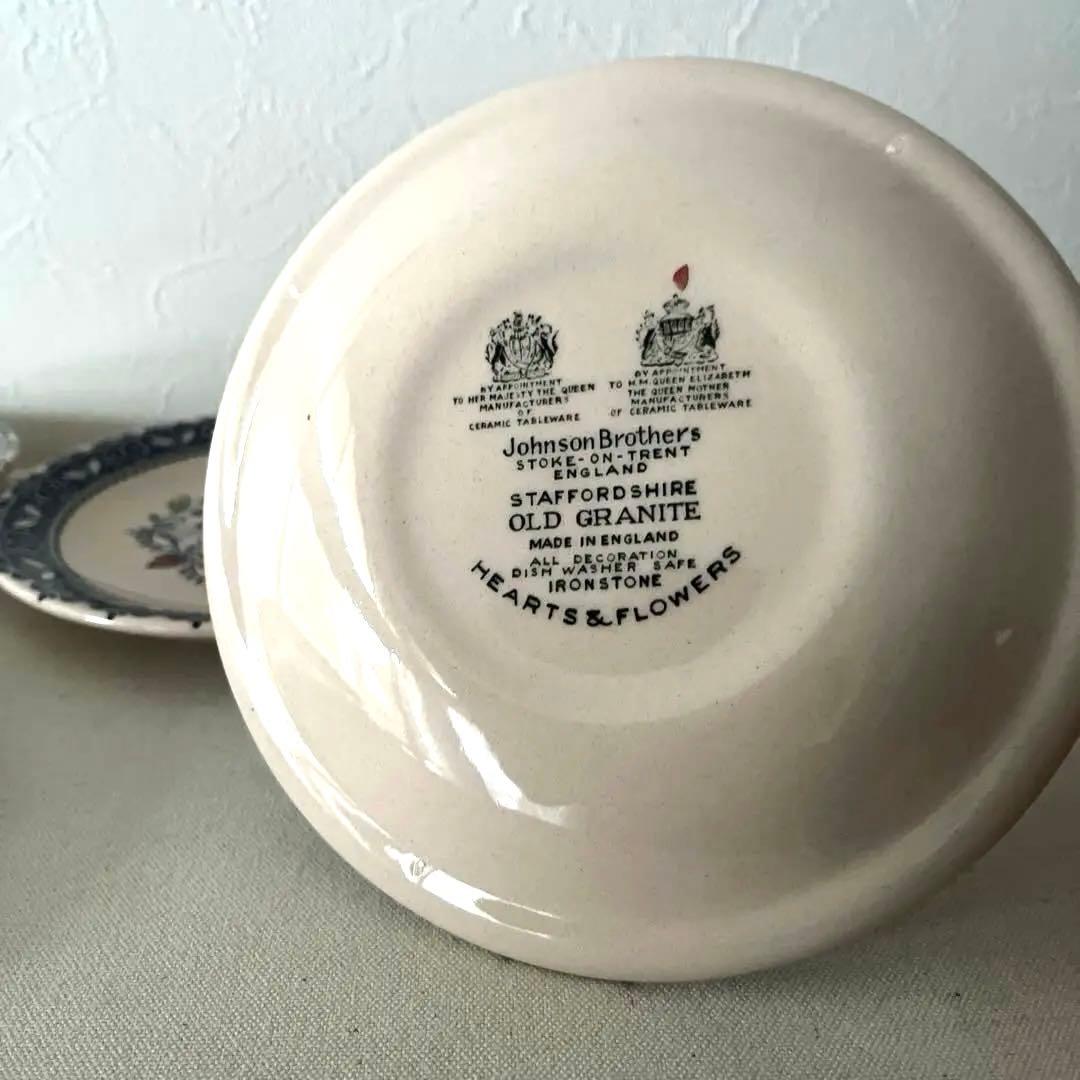 BY APPOINTMENT
TO HER MAJESTY THE QUEEN
MANUFACTURERS
OF
CERAMIC TABLEWARE
BY APPOINTMENT
TO H.M. QUEEN ELIZABETH
THE QUEEN MOTHER
MANUFACTURERS
OF CERAMIC TABLEWARE
Johnson Brothers
STOKE-ON-TRENT
ENGLAND
STAFFORDSHIRE
OLD GRANITE
MADE IN ENGLAND
ALL DECORATION
DISH WASHER SAFE
IRONSTONE
HEARTS & FLOWERS